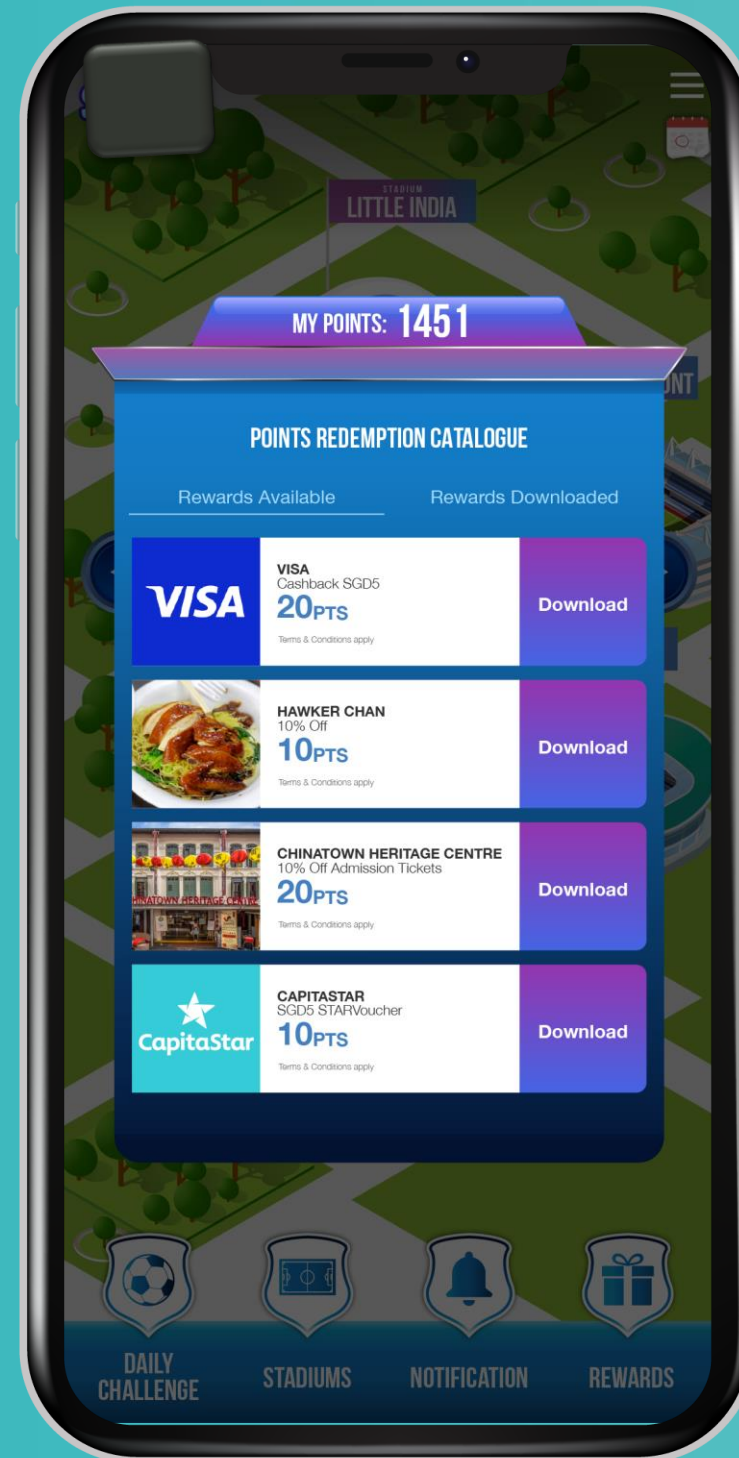 STADIUM
LITTLE INDIA
MY POINTS: 1451
POINTS REDEMPTION CATALOGUE
Rewards Available Rewards Downloaded
VISA
VISA
Cashback SGD5
20PTS
Terms & Conditions apply
Download
HAWKER CHAN
10% Off
10PTS
Terms & Conditions apply
Download
CHINATOWN HERITAGE CENTRE
CHINATOWN HERITAGE CENTRE
10% Off Admission Tickets
20PTS
Terms & Conditions apply
Download
CapitaStar
CAPITASTAR
SGD5 STARVoucher
10PTS
Terms & Conditions apply
Download
DAILY
CHALLENGE
STADIUMS
NOTIFICATION
REWARDS